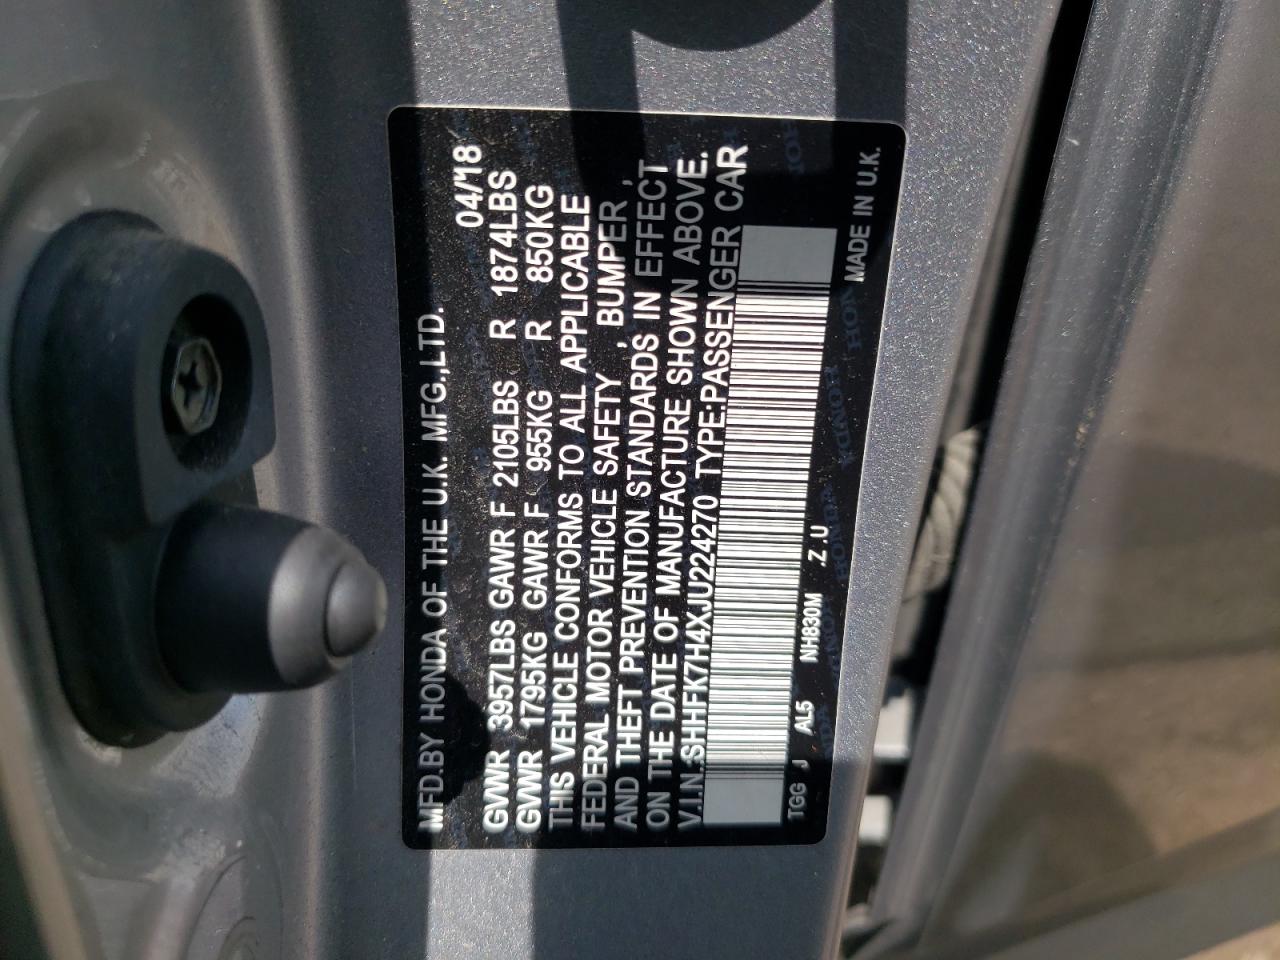 MFD.BY HONDA OF THE U.K. MFG.,LTD.
04/18
GVWR 3957LBS GAWR F 2105LBS R 1874LBS
GVWR 1795KG GAWR F 955KG R 850KG
THIS VEHICLE CONFORMS TO ALL APPLICABLE
FEDERAL MOTOR VEHICLE SAFETY , BUMPER ,
AND THEFT PREVENTION STANDARDS IN EFFECT
ON THE DATE OF MANUFACTURE SHOWN ABOVE.
V.I.N.:SHHFK7H4XJU224270 TYPE:PASSENGER CAR
TGG J AL5 NH830M .Z .U MADE IN U.K.